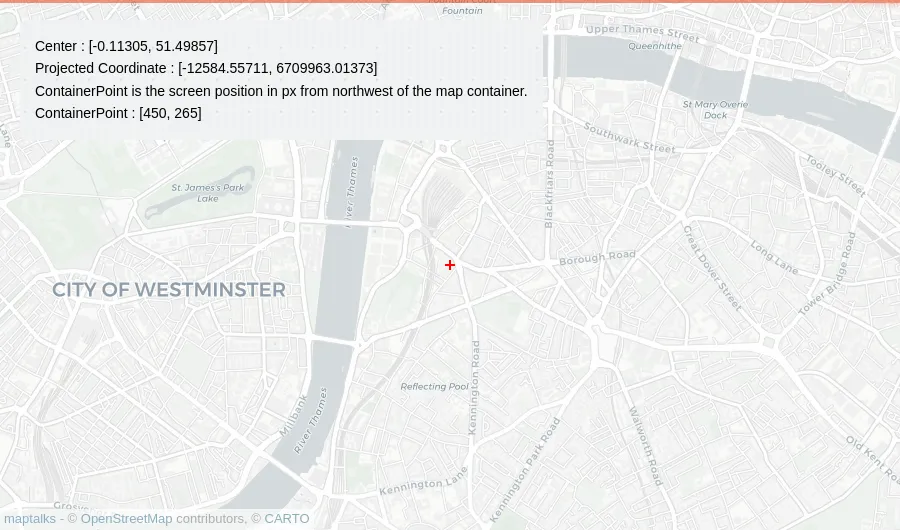 Fountain
Center : [-0.11305, 51.49857]
Projected Coordinate : [-12584.55711, 6709963.01373]
ContainerPoint is the screen position in px from northwest of the map container.
ContainerPoint : [450, 265]
Upper Thames Street
Queenhithe
St Mary Overie
Dock
Southwark Street
Tooley Street
Blackfriars Road
River Thames
St. James's Park
Lake
Lane
Borough Road
Great Dover Street
Long Lane
Tower Bridge Road
CITY OF WESTMINSTER
Kennington Road
Reflecting Pool
Millbank
River Thames
Walworth Road
Kennington Park Road
Old Kent Road
Kennington Lane
maptalks - © OpenStreetMap contributors, © CARTO